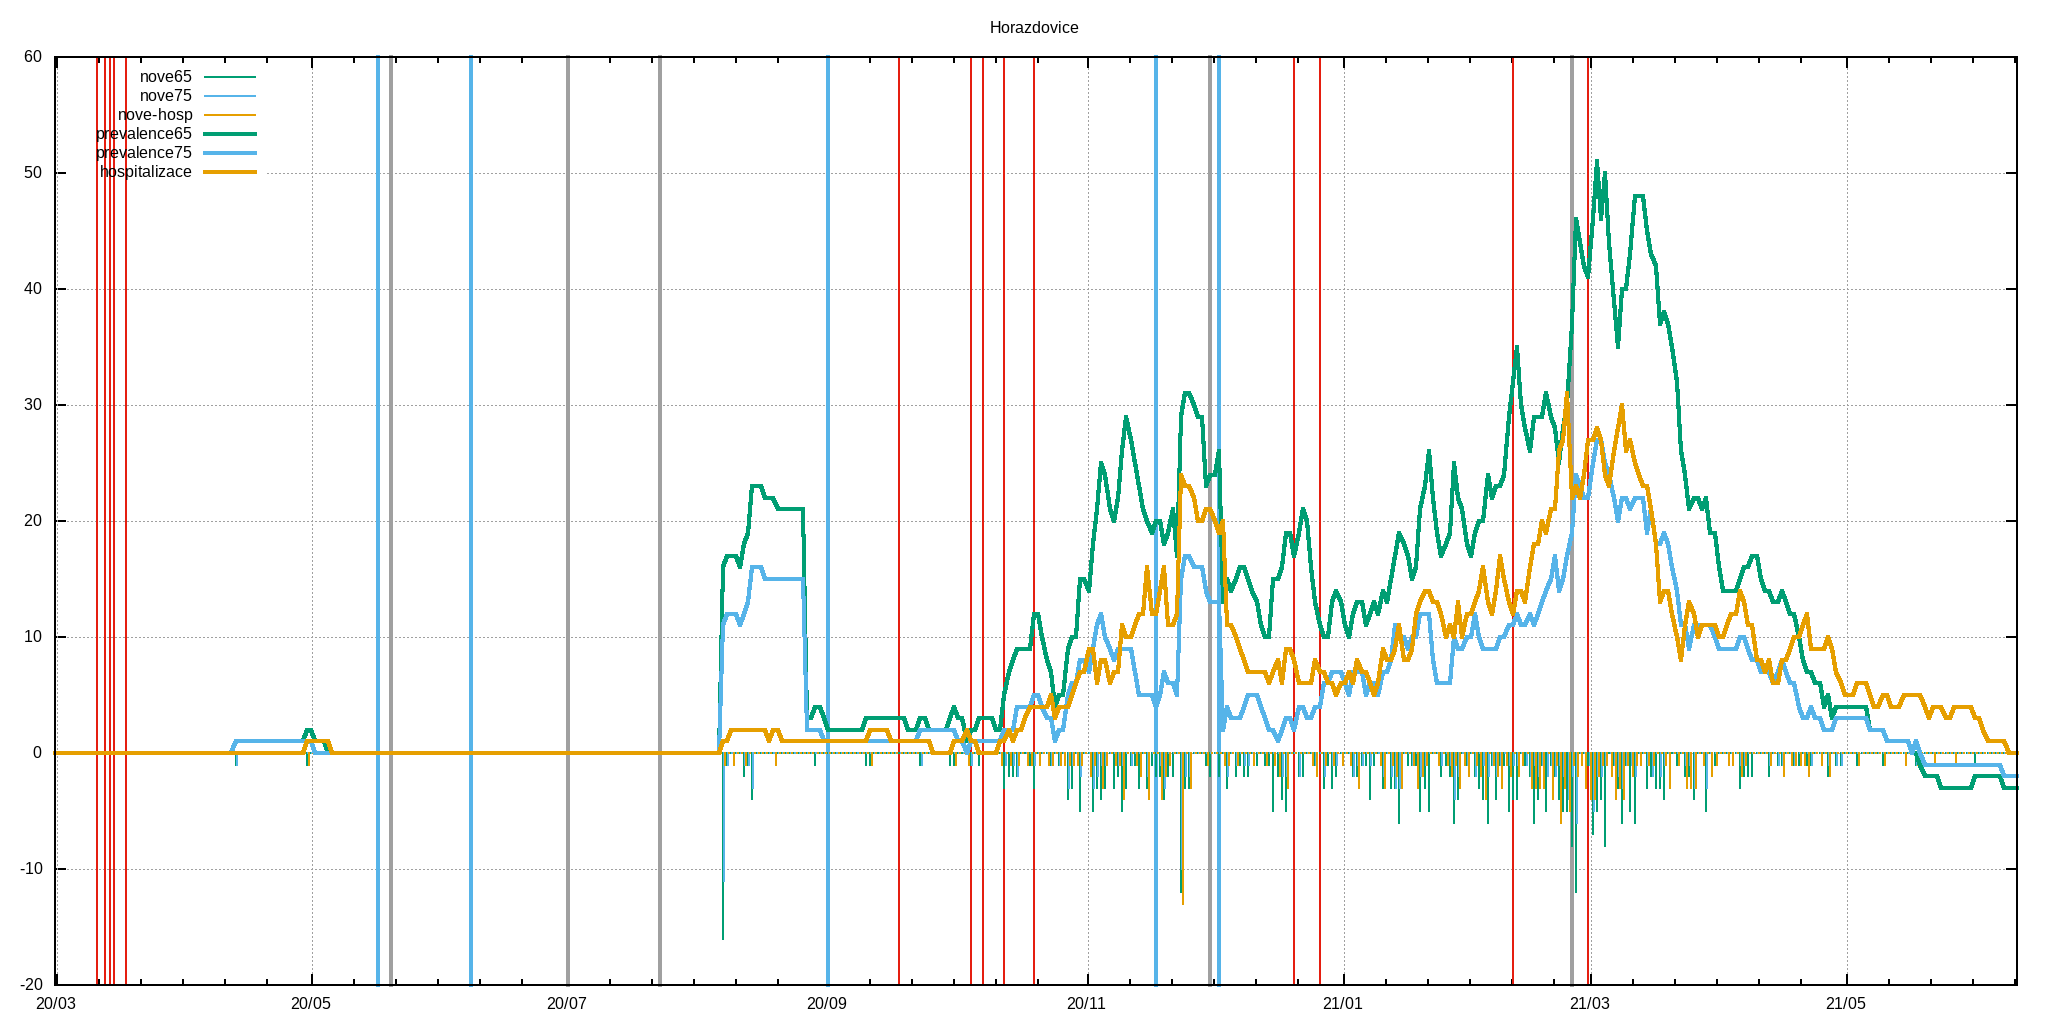 Horazdovice
60
50
40
30
20
10
0
-10
-20
nove65
nove75
nove-hosp
prevalence65
prevalence75
hospitalizace
20/03 20/05 20/07 20/09 20/11 21/01 21/03 21/05